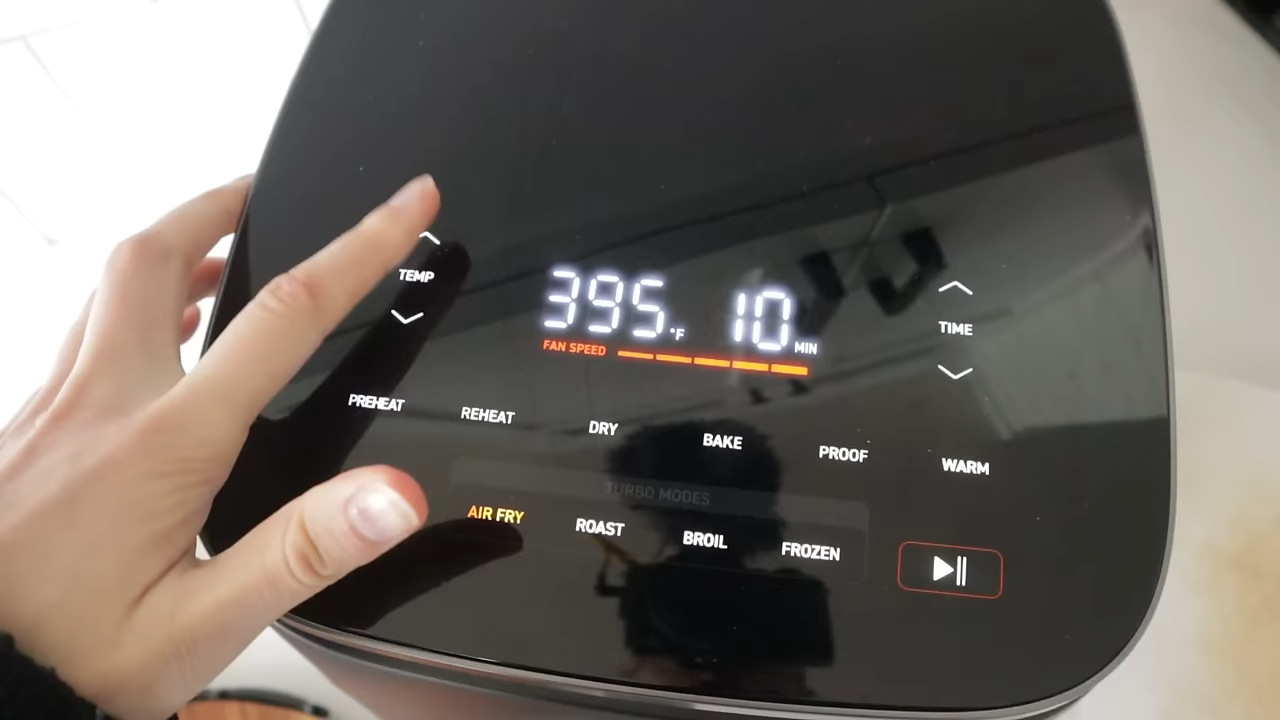 TEMP
395 °F 10 MIN
TIME
FAN SPEED
PREHEAT REHEAT DRY BAKE PROOF WARM
TURBO MODES
AIR FRY ROAST BROIL FROZEN